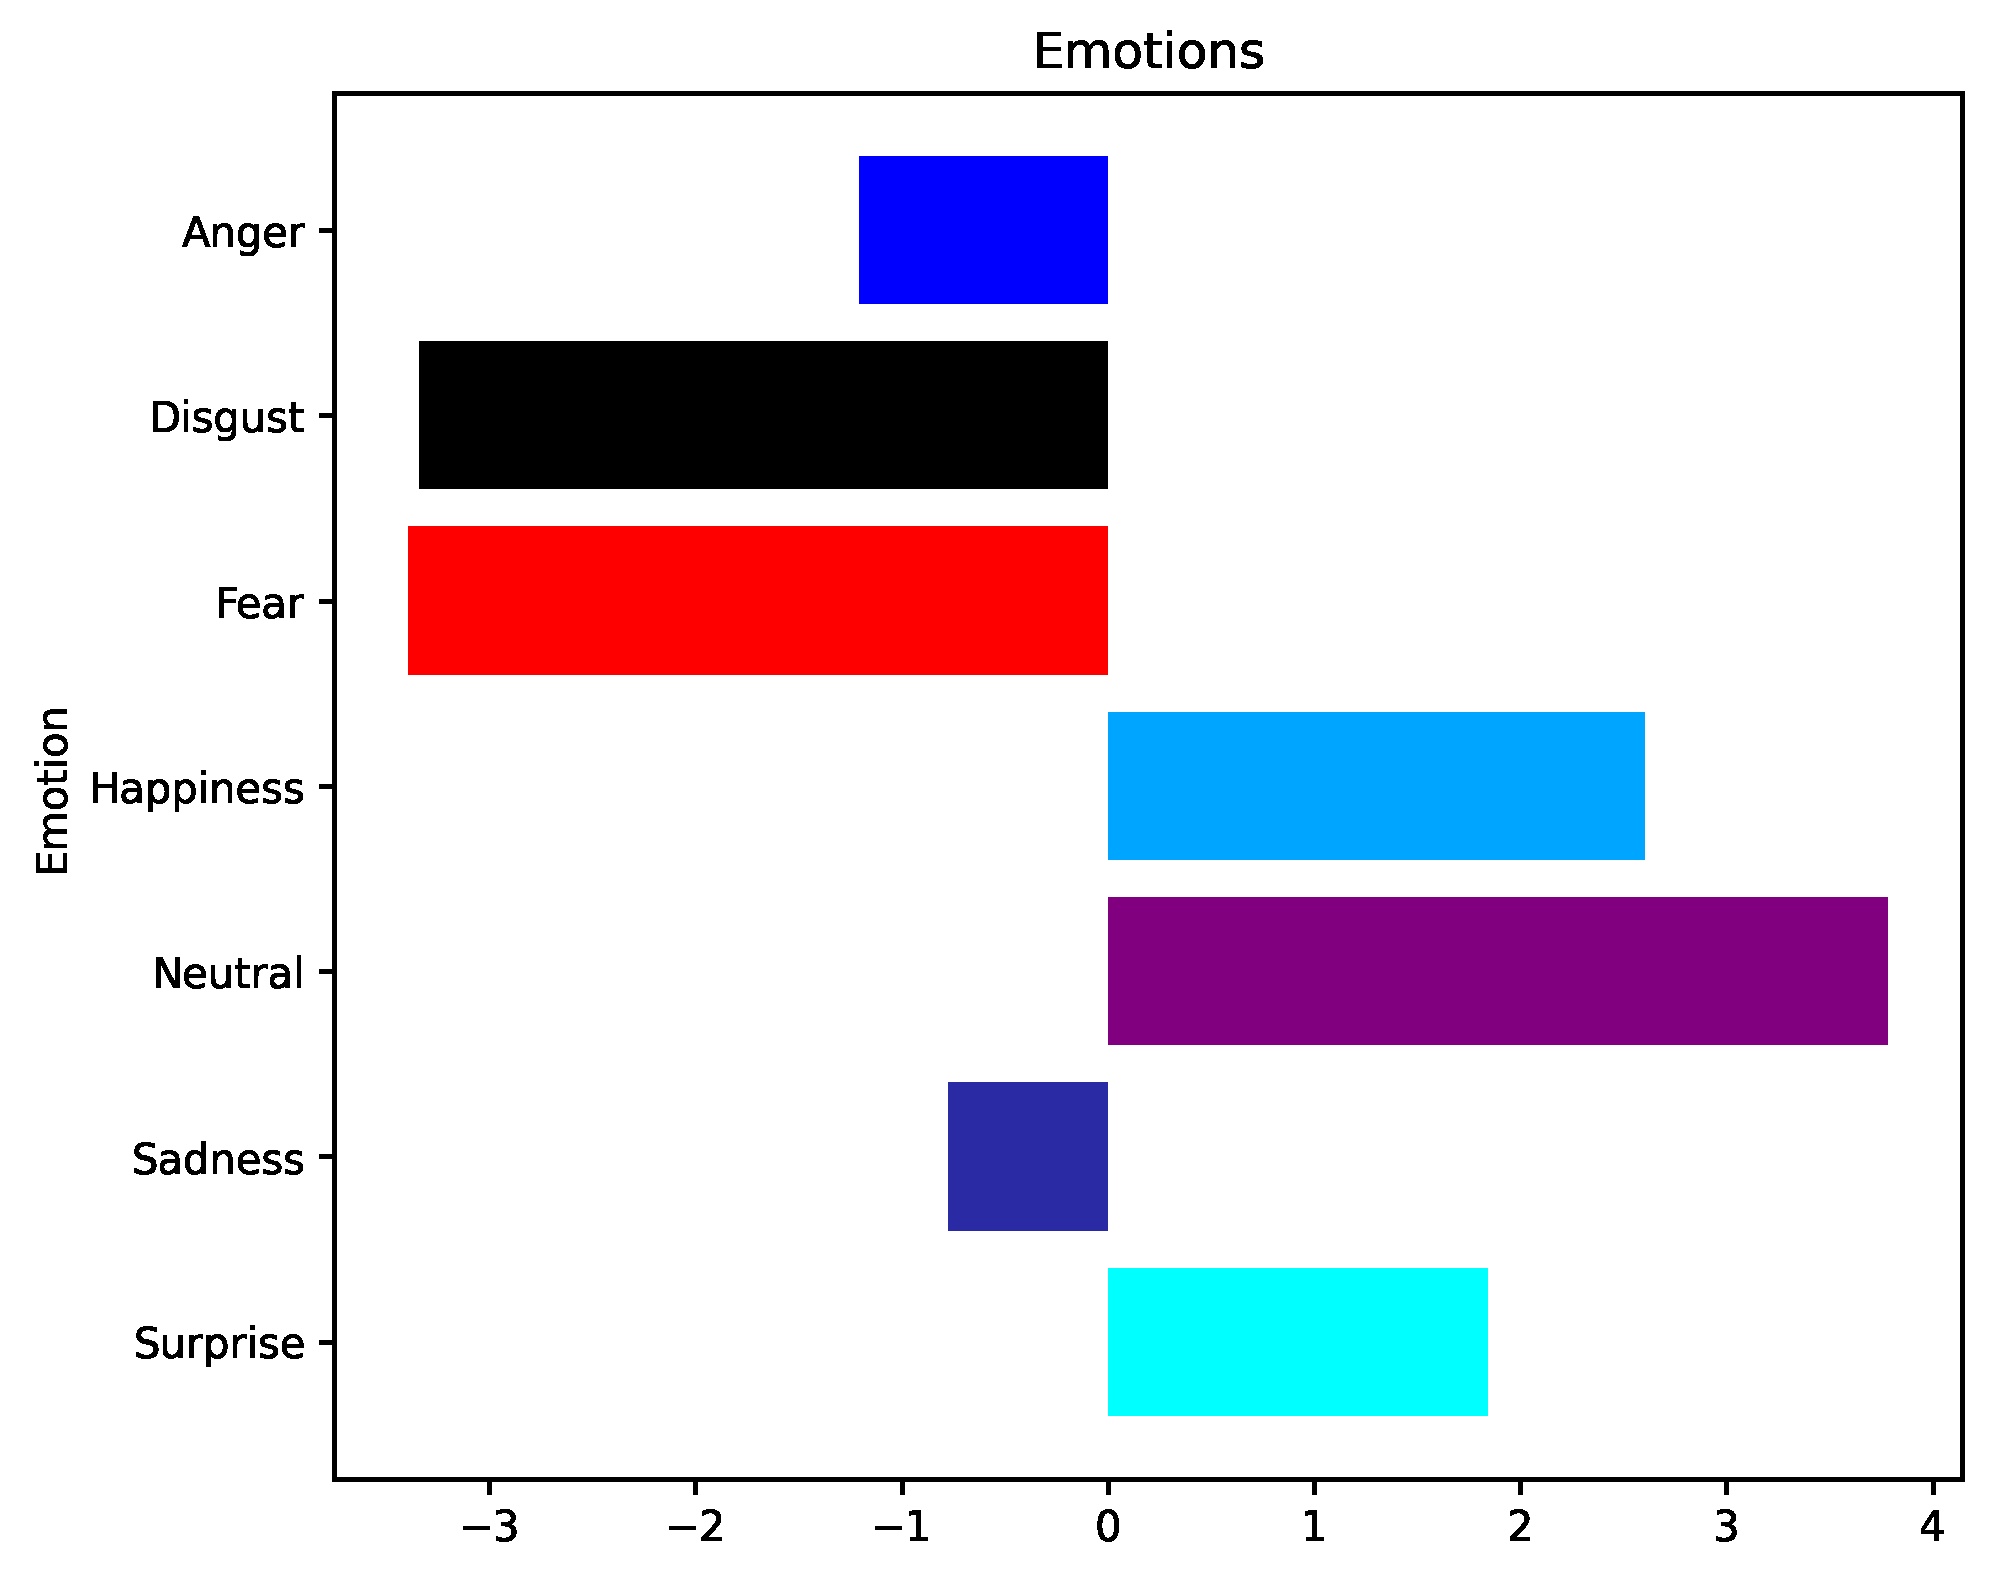 Emotions
Emotion
Anger
Disgust
Fear
Happiness
Neutral
Sadness
Surprise
−3 −2 −1 0 1 2 3 4